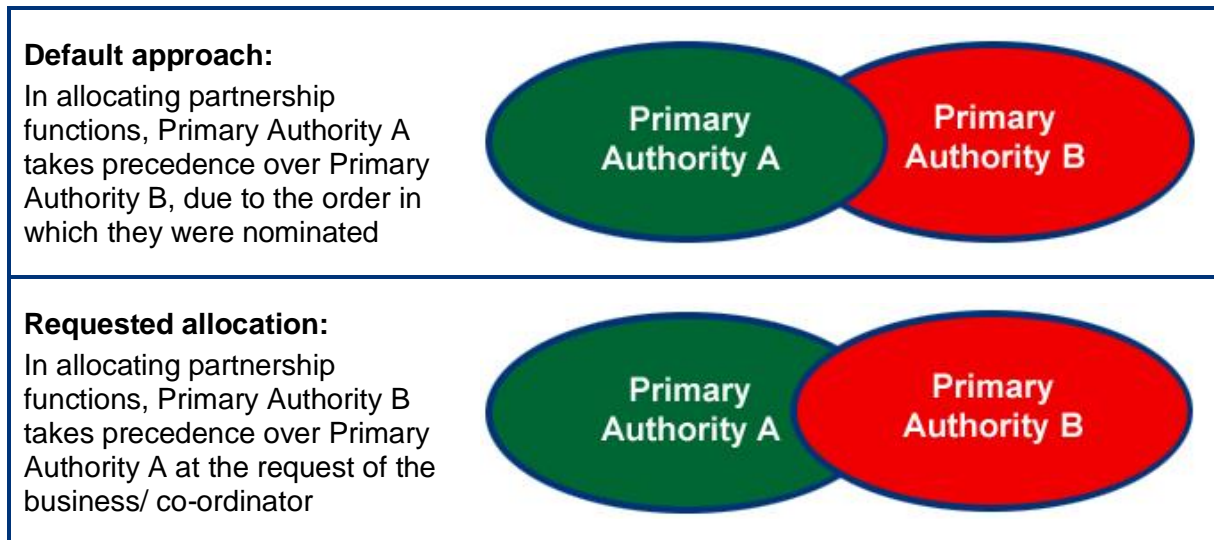 Default approach:
In allocating partnership
functions, Primary Authority A
takes precedence over Primary
Authority B, due to the order in
which they were nominated
Primary
Authority A
Primary
Authority B
Requested allocation:
In allocating partnership
functions, Primary Authority B
takes precedence over Primary
Authority A at the request of the
business/ co-ordinator
Primary
Authority A
Primary
Authority B